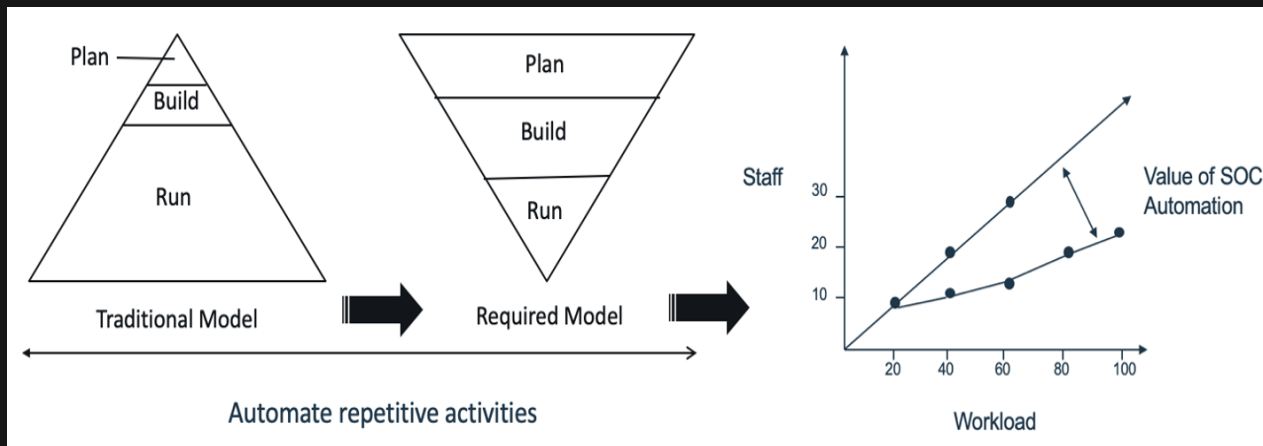 Plan
Build
Run
Traditional Model
Plan
Build
Run
Required Model
Automate repetitive activities
Staff
30
20
10
20 40 60 80 100
Workload
Value of SOC
Automation